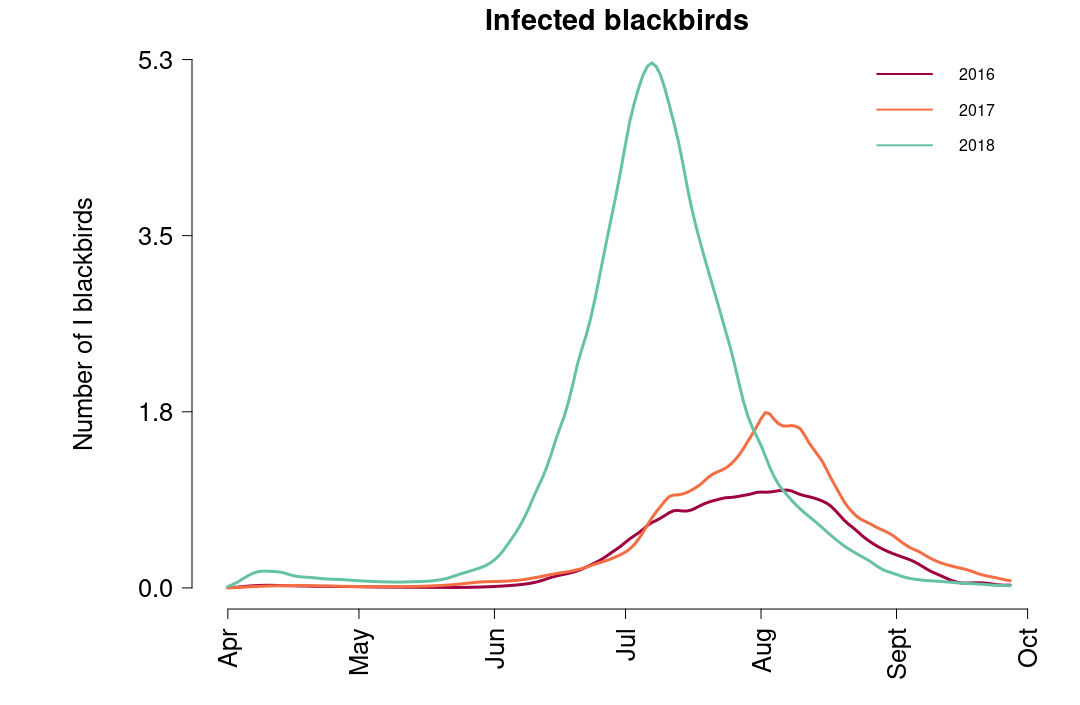 Infected blackbirds
5.3
3.5
1.8
0.0
Number of I blackbirds
2016
2017
2018
Apr
May
Jun
Jul
Aug
Sept
Oct